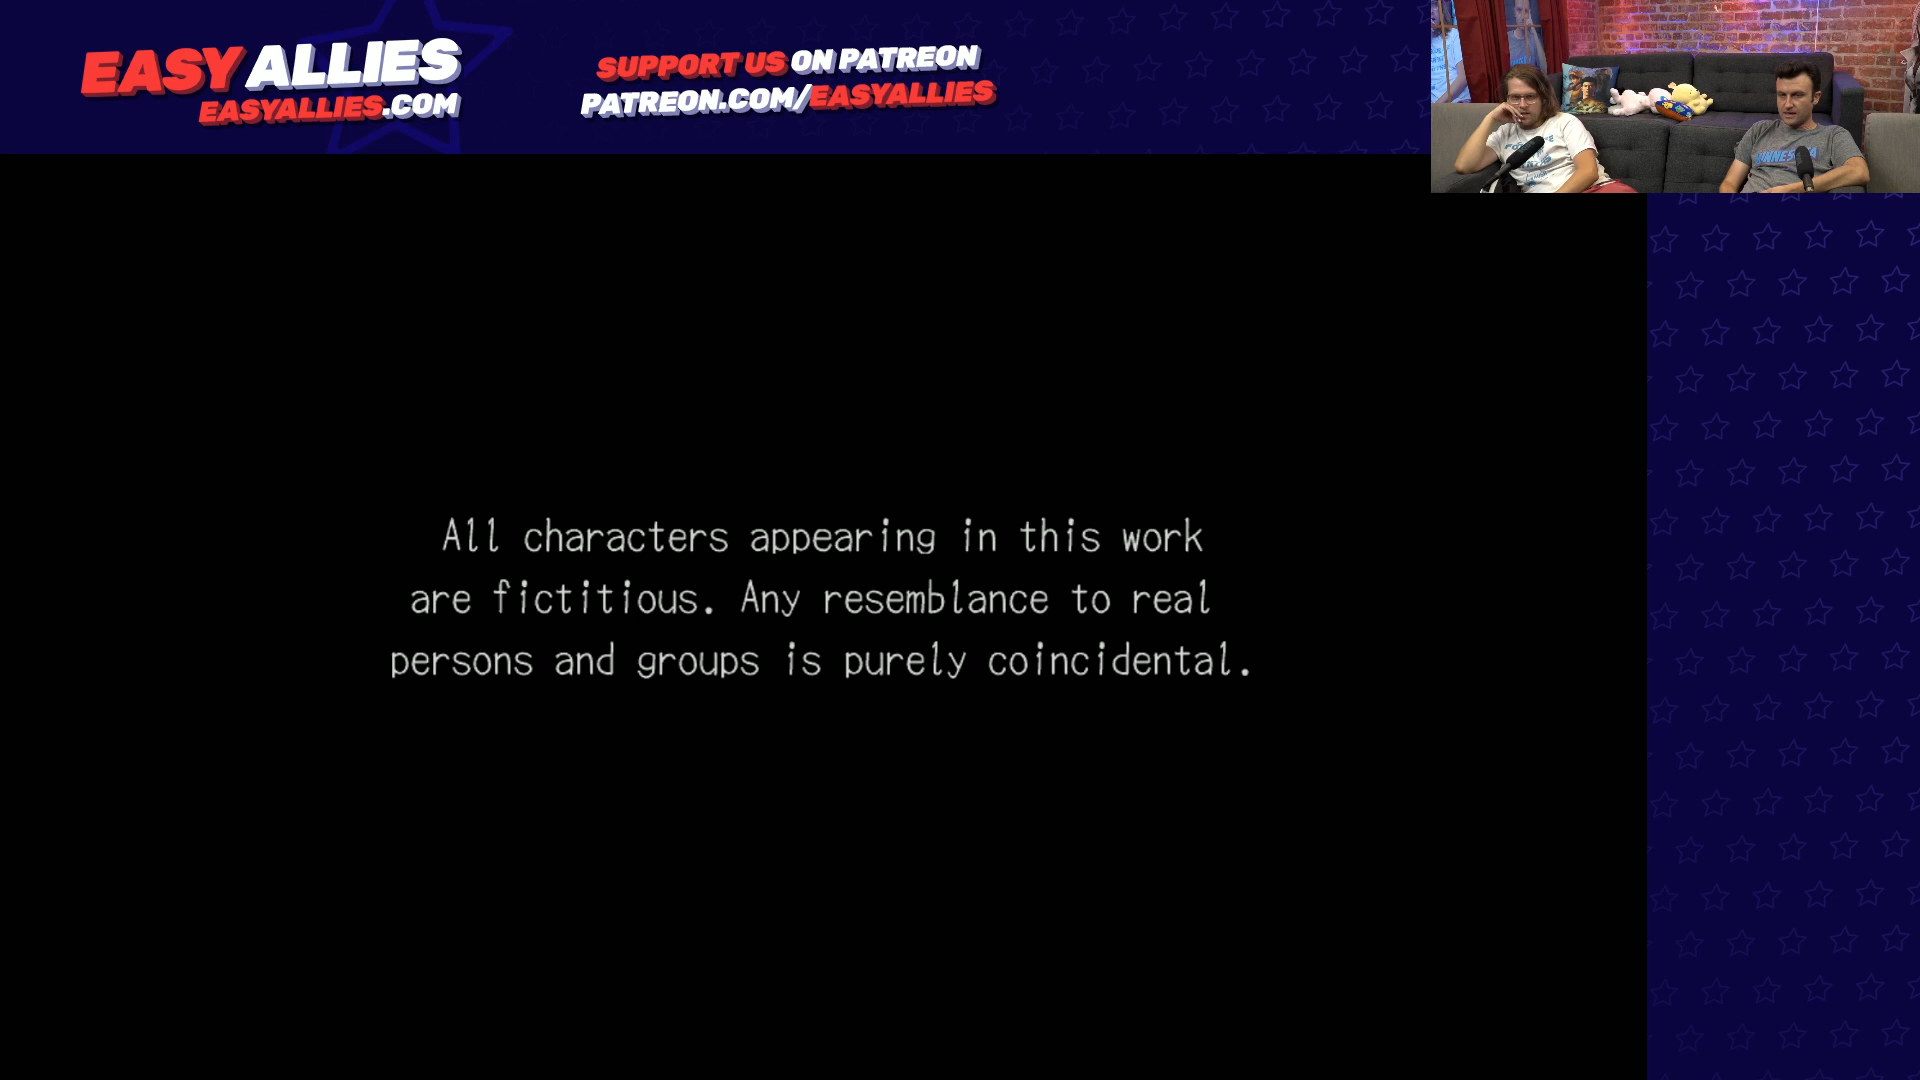 EASY ALLIES
EASYALLIES.COM
SUPPORT US ON PATREON
PATREON.COM/EASYALLIES
All characters appearing in this work
are fictitious. Any resemblance to real
persons and groups is purely coincidental.